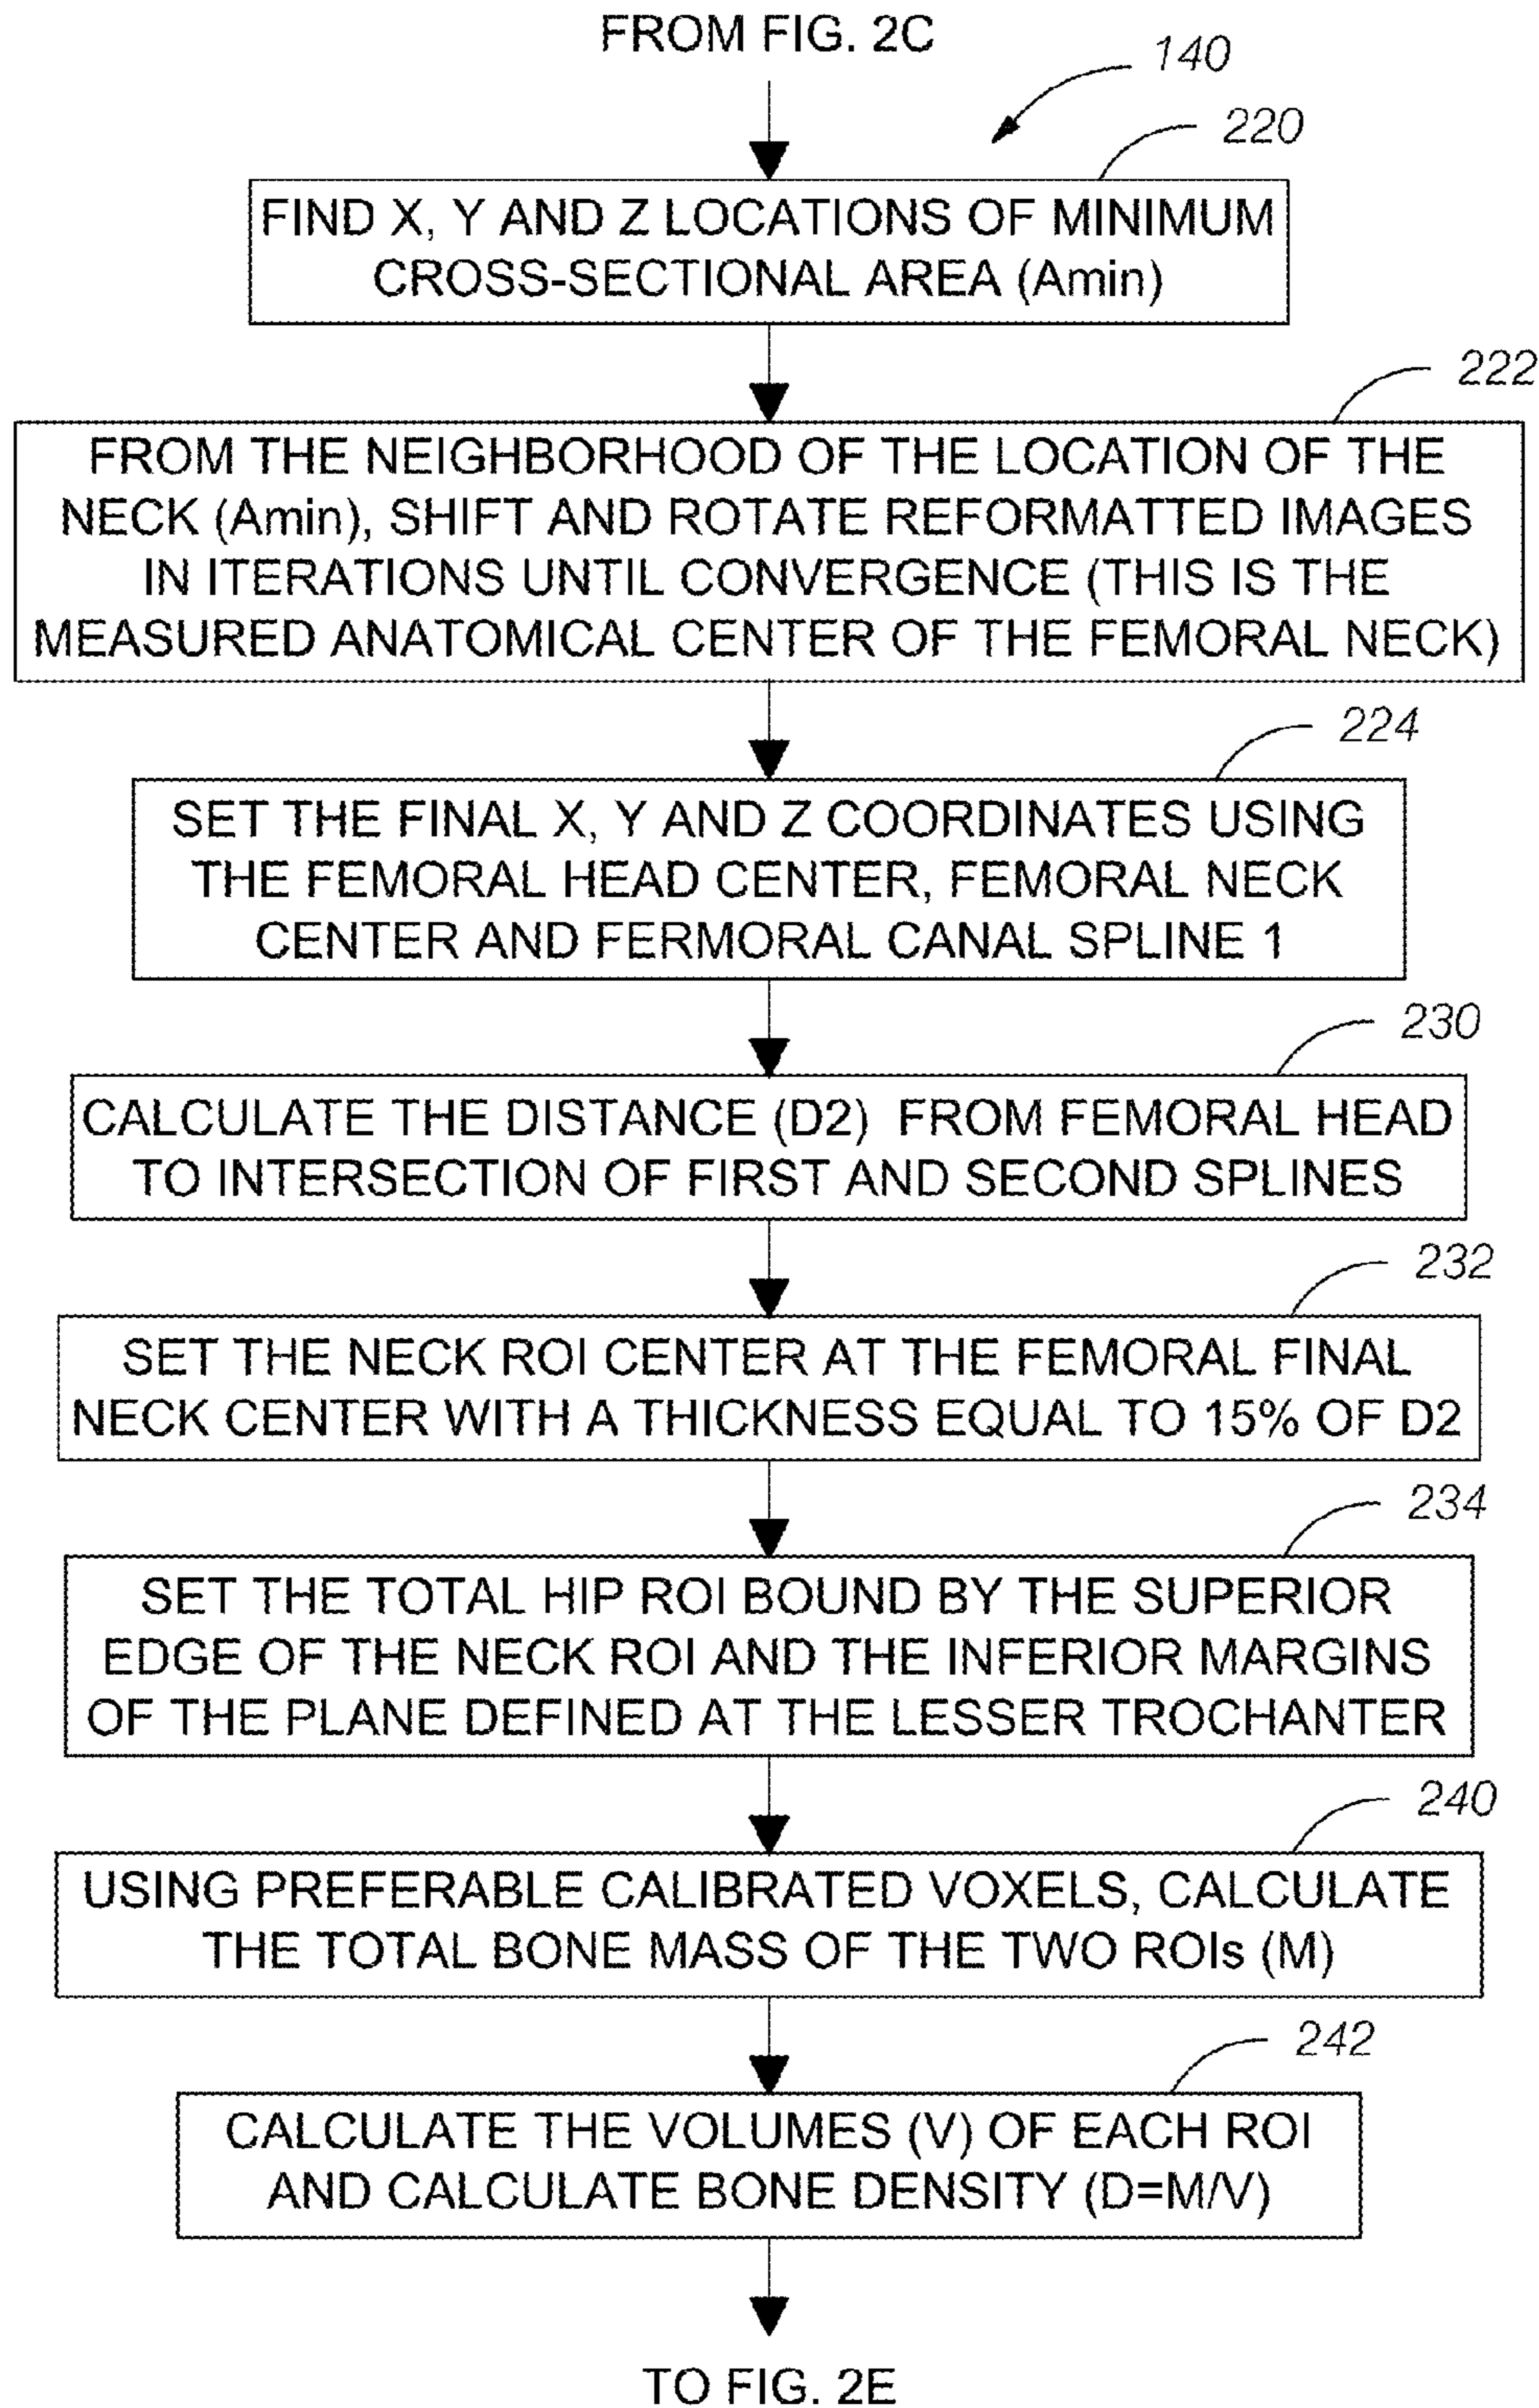 FROM FIG. 2C
140
220
FIND X, Y AND Z LOCATIONS OF MINIMUM
CROSS-SECTIONAL AREA (Amin)
222
FROM THE NEIGHBORHOOD OF THE LOCATION OF THE
NECK (Amin), SHIFT AND ROTATE REFORMATTED IMAGES
IN ITERATIONS UNTIL CONVERGENCE (THIS IS THE
MEASURED ANATOMICAL CENTER OF THE FEMORAL NECK)
224
SET THE FINAL X, Y AND Z COORDINATES USING
THE FEMORAL HEAD CENTER, FEMORAL NECK
CENTER AND FERMORAL CANAL SPLINE 1
230
CALCULATE THE DISTANCE (D2) FROM FEMORAL HEAD
TO INTERSECTION OF FIRST AND SECOND SPLINES
232
SET THE NECK ROI CENTER AT THE FEMORAL FINAL
NECK CENTER WITH A THICKNESS EQUAL TO 15% OF D2
234
SET THE TOTAL HIP ROI BOUND BY THE SUPERIOR
EDGE OF THE NECK ROI AND THE INFERIOR MARGINS
OF THE PLANE DEFINED AT THE LESSER TROCHANTER
240
USING PREFERABLE CALIBRATED VOXELS, CALCULATE
THE TOTAL BONE MASS OF THE TWO ROIs (M)
242
CALCULATE THE VOLUMES (V) OF EACH ROI
AND CALCULATE BONE DENSITY (D=M/V)
TO FIG. 2E